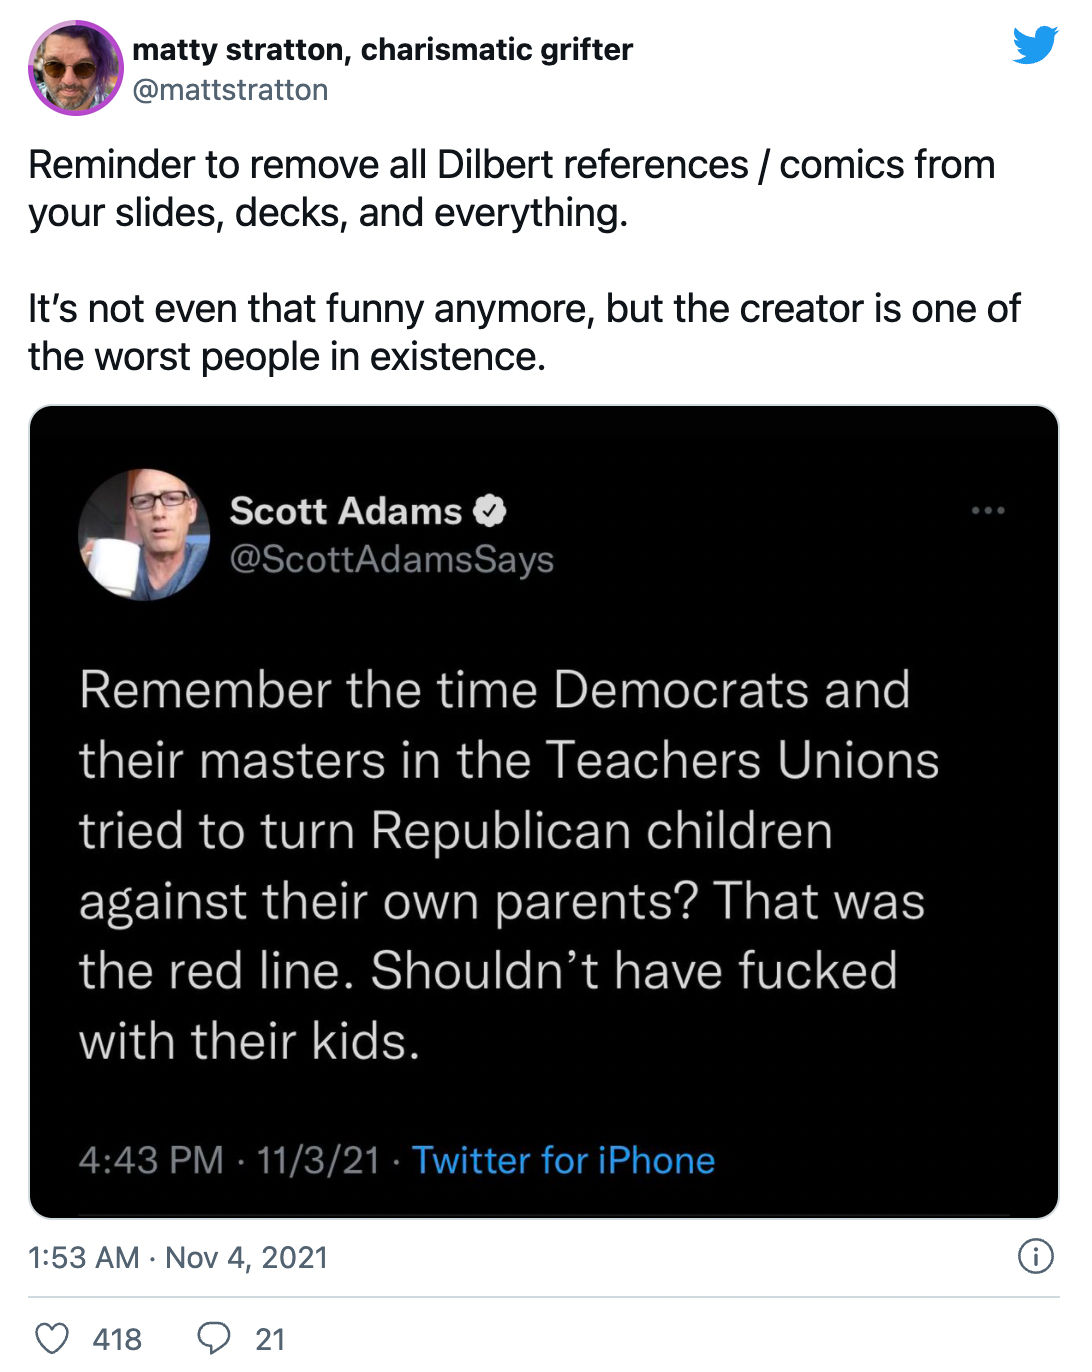 matty stratton, charismatic grifter
@mattstratton
Reminder to remove all Dilbert references / comics from
your slides, decks, and everything.
It’s not even that funny anymore, but the creator is one of
the worst people in existence.
Scott Adams
@ScottAdamsSays
Remember the time Democrats and
their masters in the Teachers Unions
tried to turn Republican children
against their own parents? That was
the red line. Shouldn’t have fucked
with their kids.
4:43 PM · 11/3/21 · Twitter for iPhone
1:53 AM · Nov 4, 2021
418 21